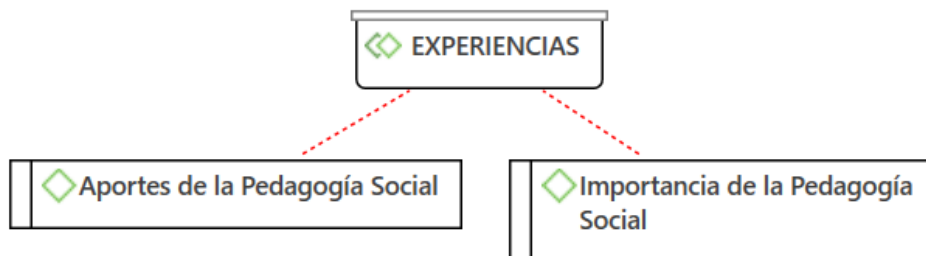 EXPERIENCIAS
Aportes de la Pedagogía Social
Importancia de la Pedagogía
Social